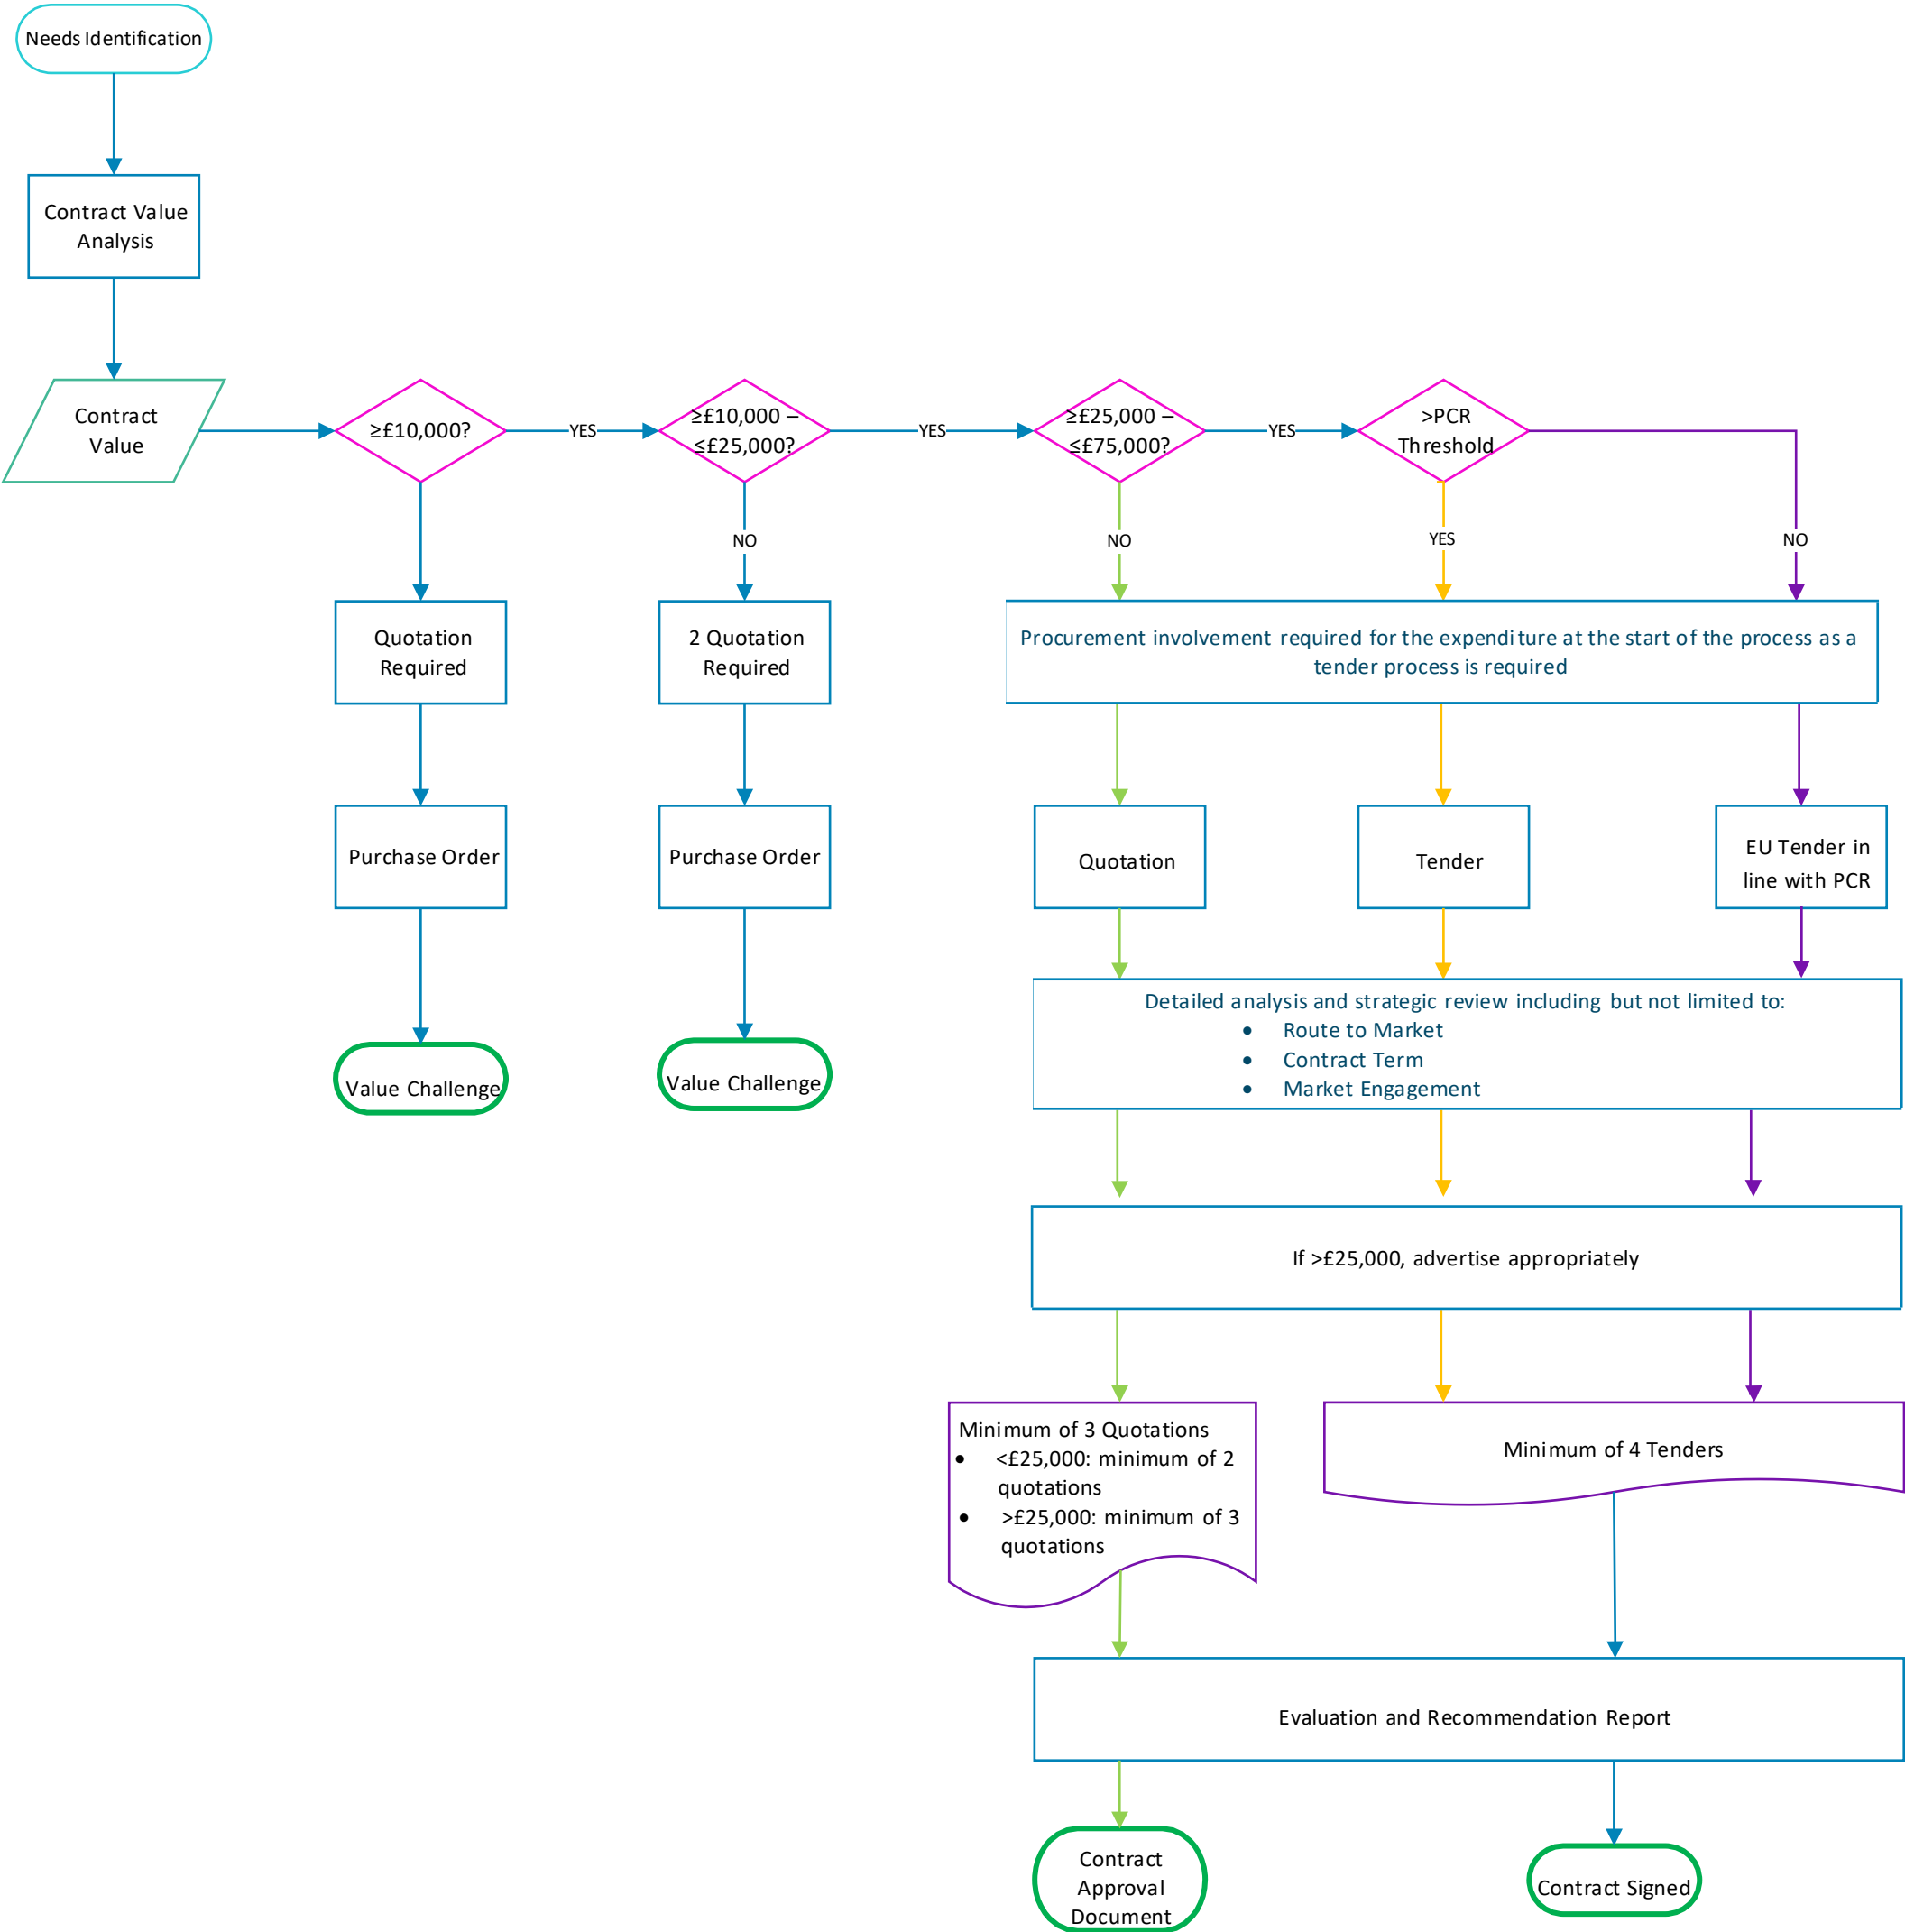 Needs Identification
Contract Value
Analysis
Contract
Value
≥£10,000?
YES
≥£10,000 –
≤£25,000?
YES
≥£25,000 –
≤£75,000?
YES
>PCR
Threshold
NO
NO
YES
NO
Quotation
Required
2 Quotation
Required
Procurement involvement required for the expenditure at the start of the process as a
tender process is required
Purchase Order
Purchase Order
Quotation
Tender
EU Tender in
line with PCR
Value Challenge
Value Challenge
Detailed analysis and strategic review including but not limited to:
• Route to Market
• Contract Term
• Market Engagement
If >£25,000, advertise appropriately
Minimum of 3 Quotations
• <£25,000: minimum of 2
quotations
• >£25,000: minimum of 3
quotations
Minimum of 4 Tenders
Evaluation and Recommendation Report
Contract
Approval
Document
Contract Signed